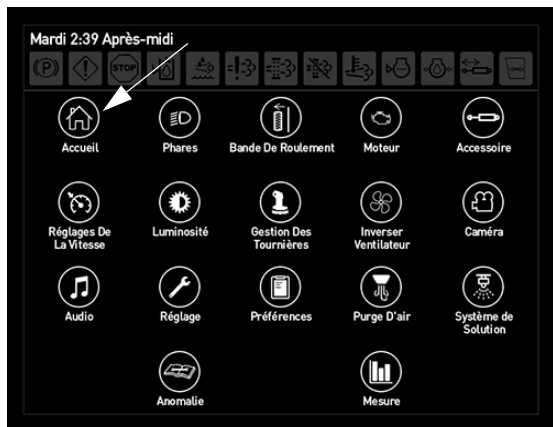 Mardi 2:39 Après-midi
(P) STOP
Accueil Phares Bande De Roulement Moteur Accessoire
Réglages De La Vitesse Luminosité Gestion Des Tournières Inverser Ventilateur Caméra
Audio Réglage Préférences Purge D'air Système de Solution
Anomalie Mesure